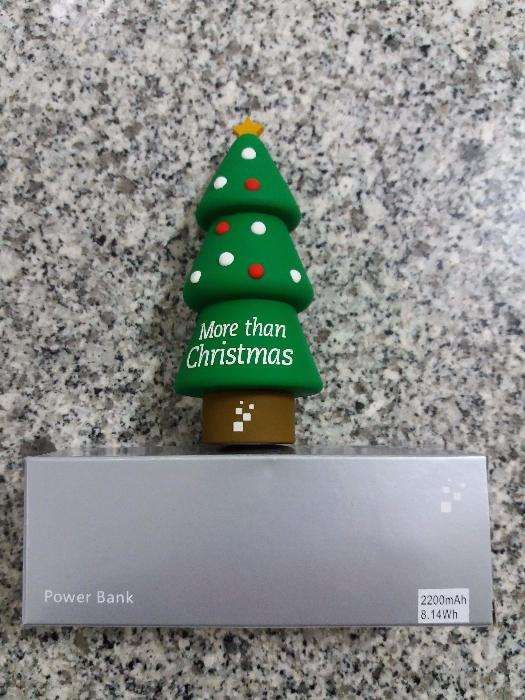 More than
Christmas
Power Bank
2200mAh
8.14Wh